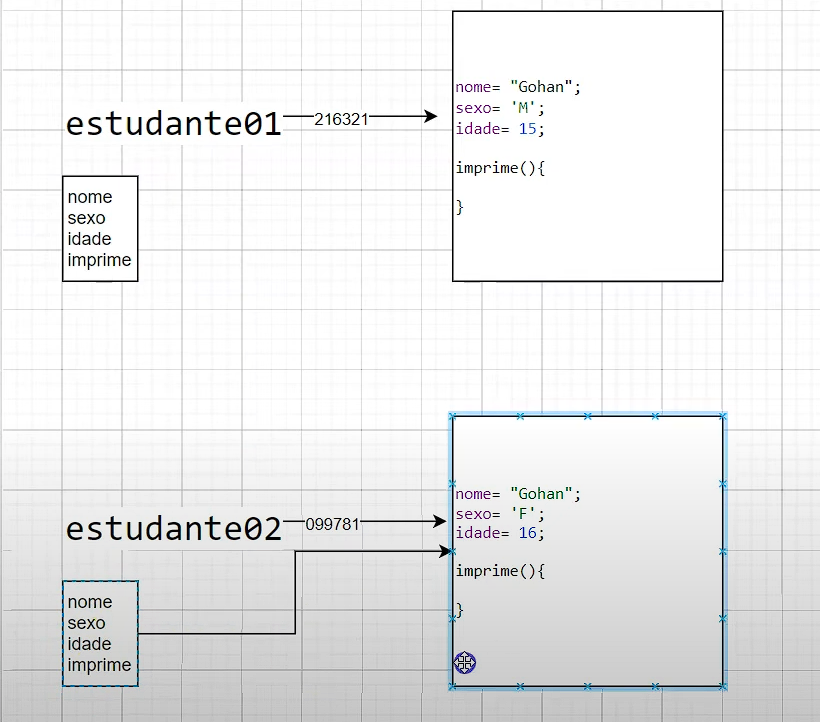 estudante01
216321
nome= "Gohan";
sexo= 'M';
idade= 15;
imprime(){
}
nome
sexo
idade
imprime
estudante02
099781
nome= "Gohan";
sexo= 'F';
idade= 16;
imprime(){
}
nome
sexo
idade
imprime